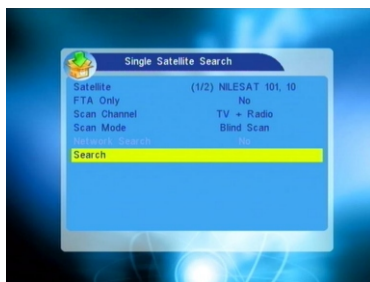 Single Satellite Search
Satellite (1/2) NILESAT 101, 10
FTA Only No
Scan Channel TV + Radio
Scan Mode Blind Scan
Network Search No
Search